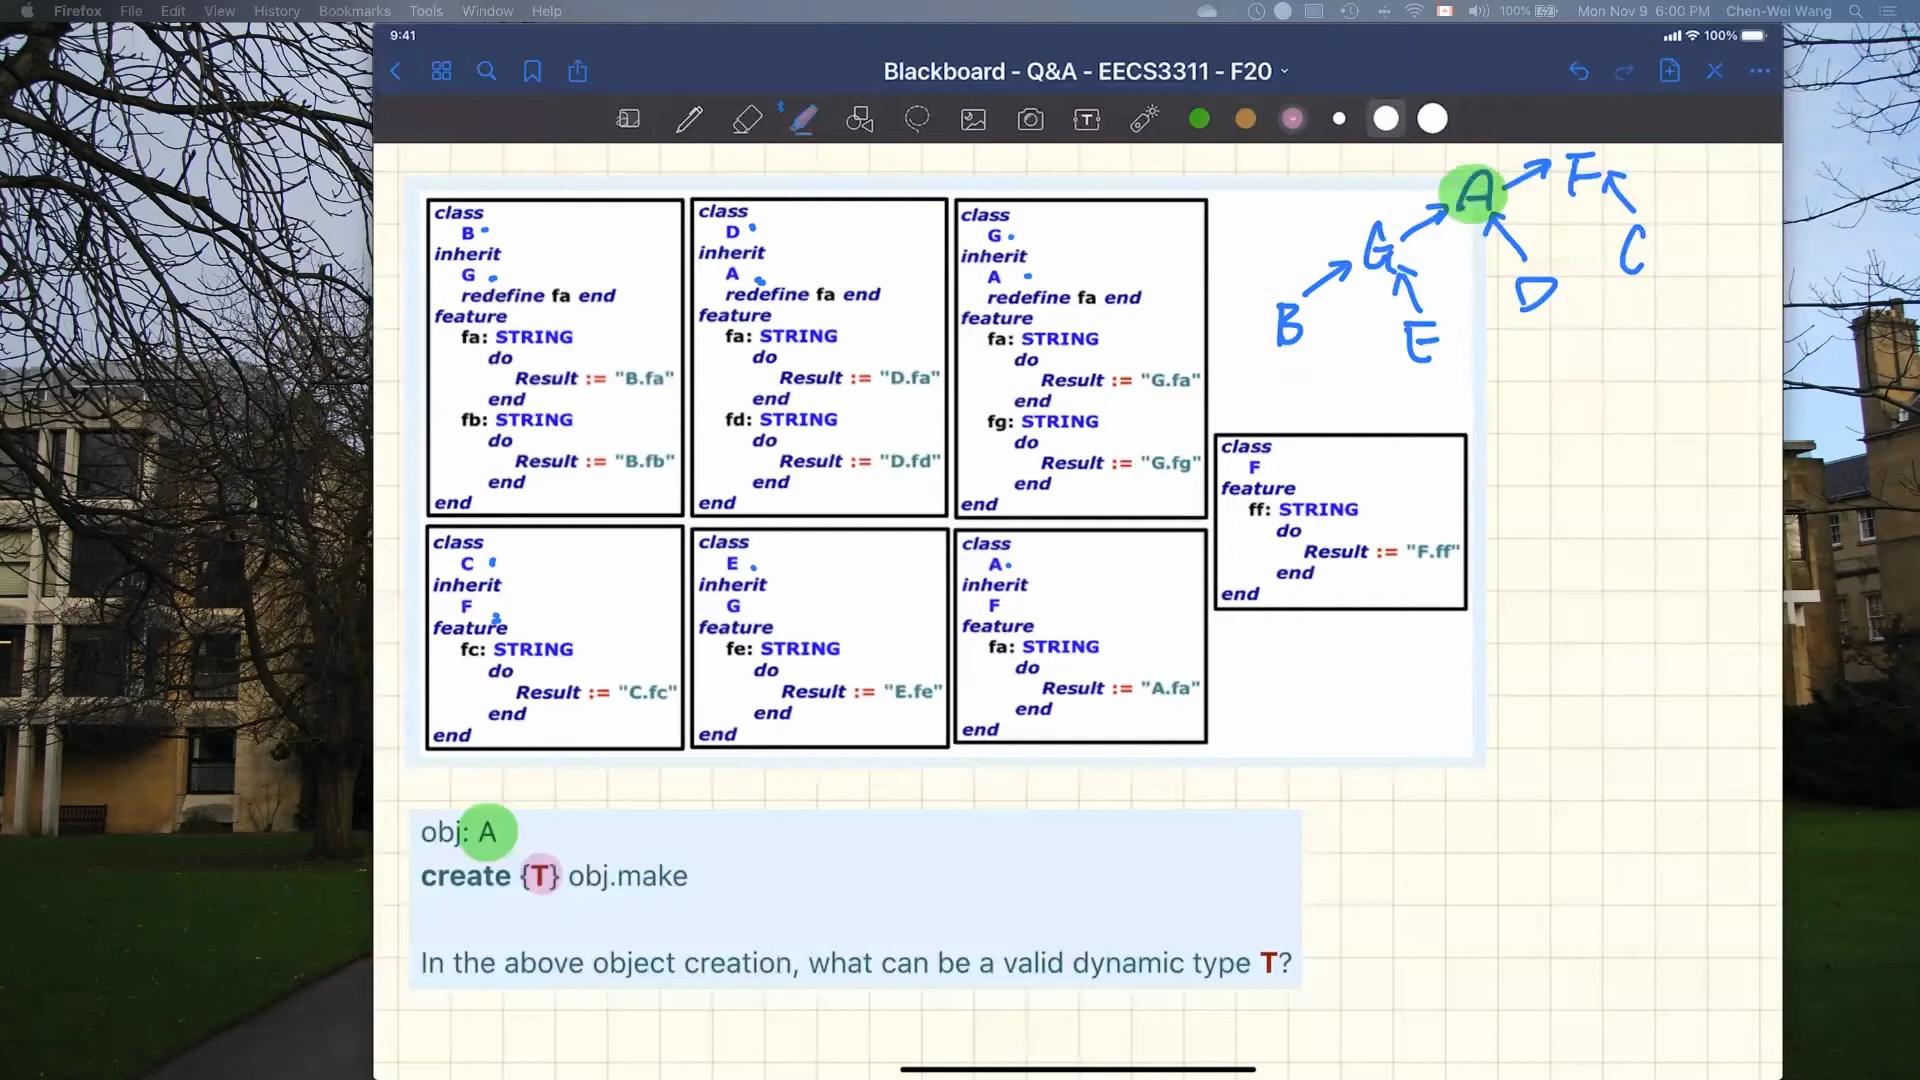 Firefox File Edit View History Bookmarks Tools Window Help 100% Mon Nov 9 6:00 PM Chen-Wei Wang
9:41 100%
Blackboard - Q&A - EECS3311 - F20
class
B
inherit
G
redefine fa end
feature
fa: STRING
do
Result := "B.fa"
end
fb: STRING
do
Result := "B.fb"
end
end
class
D
inherit
A
redefine fa end
feature
fa: STRING
do
Result := "D.fa"
end
fd: STRING
do
Result := "D.fd"
end
end
class
G
inherit
A
redefine fa end
feature
fa: STRING
do
Result := "G.fa"
end
fg: STRING
do
Result := "G.fg"
end
end
A F
G C
B E D
class
F
feature
ff: STRING
do
Result := "F.ff"
end
end
class
C
inherit
F
feature
fc: STRING
do
Result := "C.fc"
end
end
class
E
inherit
G
feature
fe: STRING
do
Result := "E.fe"
end
end
class
A
inherit
F
feature
fa: STRING
do
Result := "A.fa"
end
end
obj: A
create {T} obj.make
In the above object creation, what can be a valid dynamic type T?